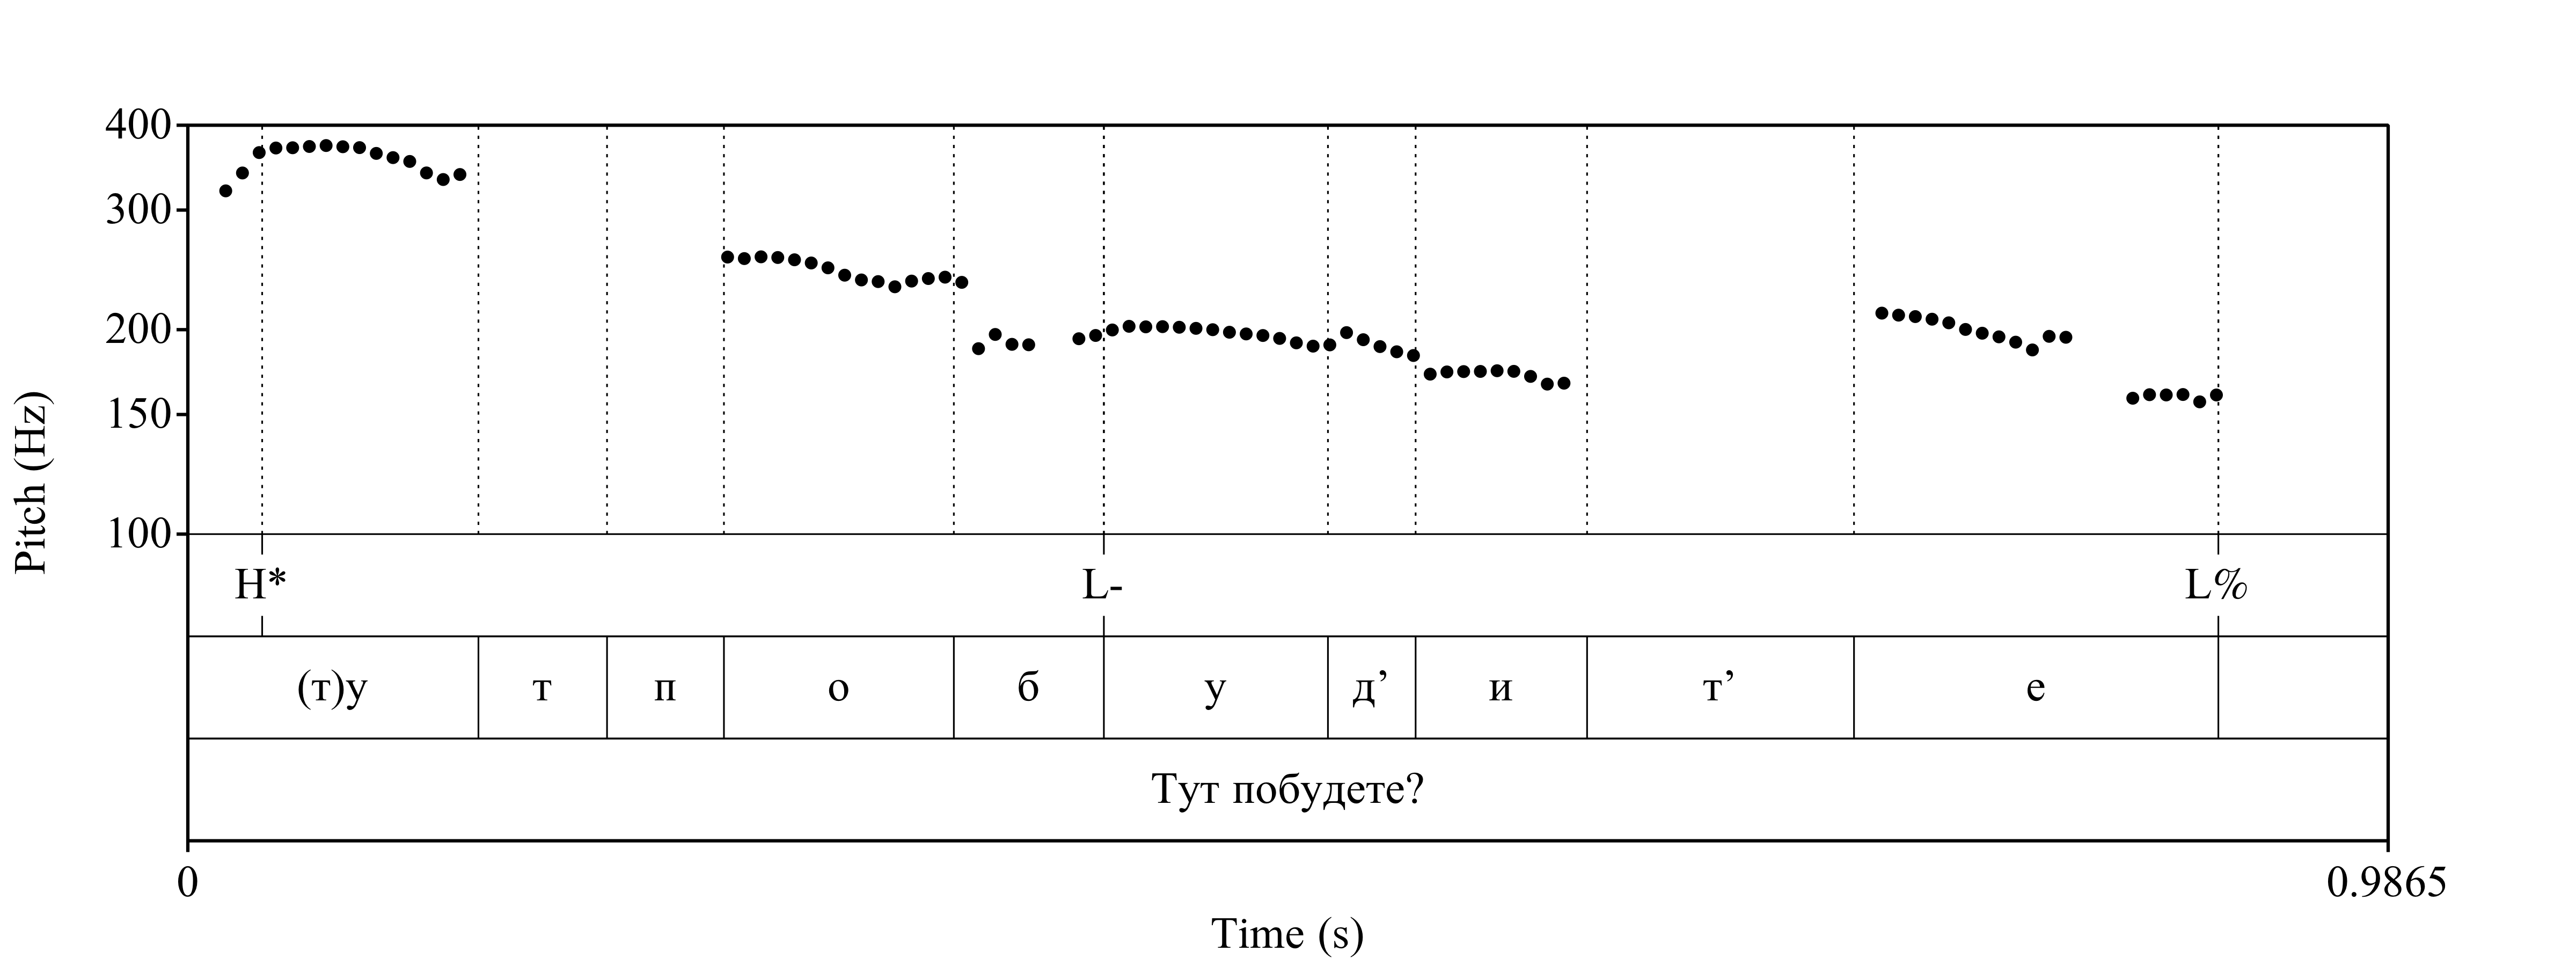 400
300
200
150
100
Pitch (Hz)
H* L- L%
(т)у т п о б у д’ и т’ е
Тут побудете?
0 0.9865
Time (s)